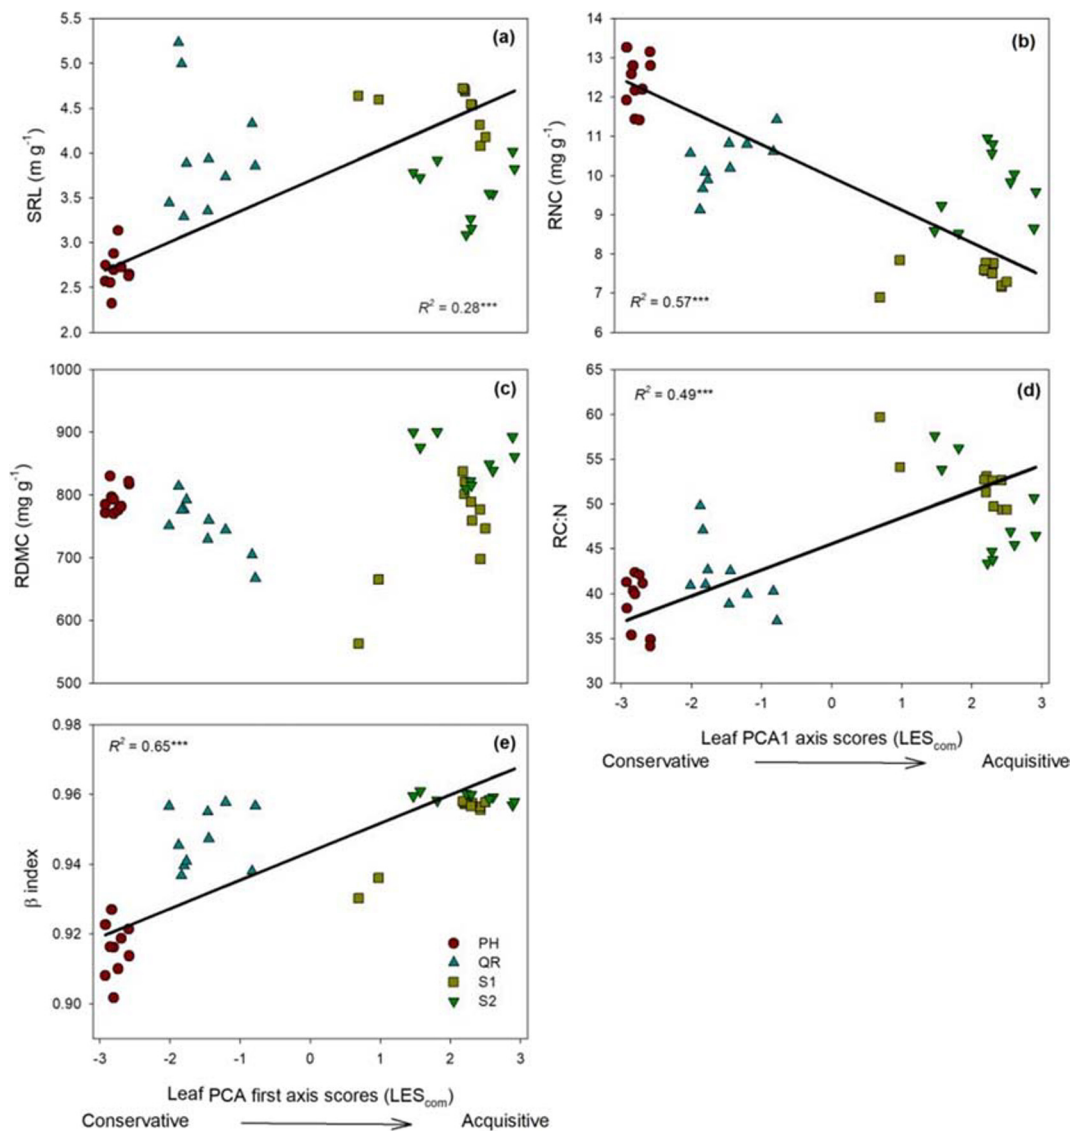 (a)
SRL (m g-1)
5.5
5.0
4.5
4.0
3.5
3.0
2.5
2.0
R2 = 0.28***
(b)
RNC (mg g-1)
14
13
12
11
10
9
8
7
6
R2 = 0.57***
(c)
RDMC (mg g-1)
1000
900
800
700
600
500
(d)
RC:N
65
60
55
50
45
40
35
30
R2 = 0.49***
-3 -2 -1 0 1 2 3
Leaf PCA1 axis scores (LEScom)
Conservative Acquisitive
(e)
β index
0.98
0.96
0.94
0.92
0.90
R2 = 0.65***
PH
QR
S1
S2
-3 -2 -1 0 1 2 3
Leaf PCA first axis scores (LEScom)
Conservative Acquisitive